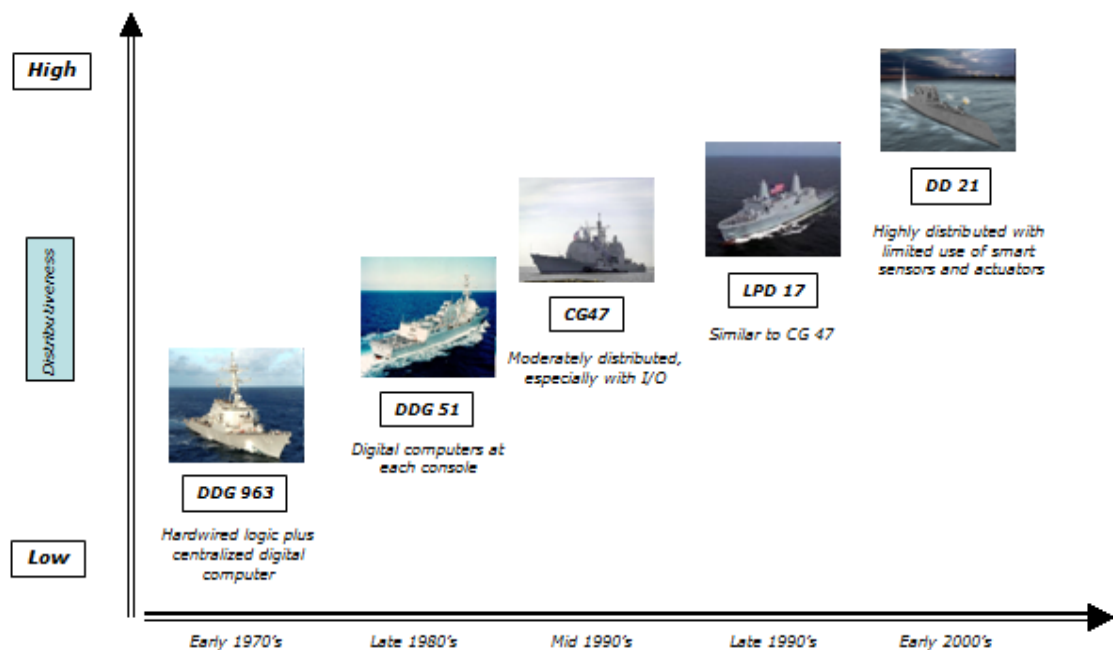 High
Distributiveness
Low
DDG 963
Hardwired logic plus
centralized digital
computer
DDG 51
Digital computers at
each console
CG47
Moderately distributed,
especially with I/O
LPD 17
Similar to CG 47
DD 21
Highly distributed with
limited use of smart
sensors and actuators
Early 1970's
Late 1980's
Mid 1990's
Late 1990's
Early 2000's